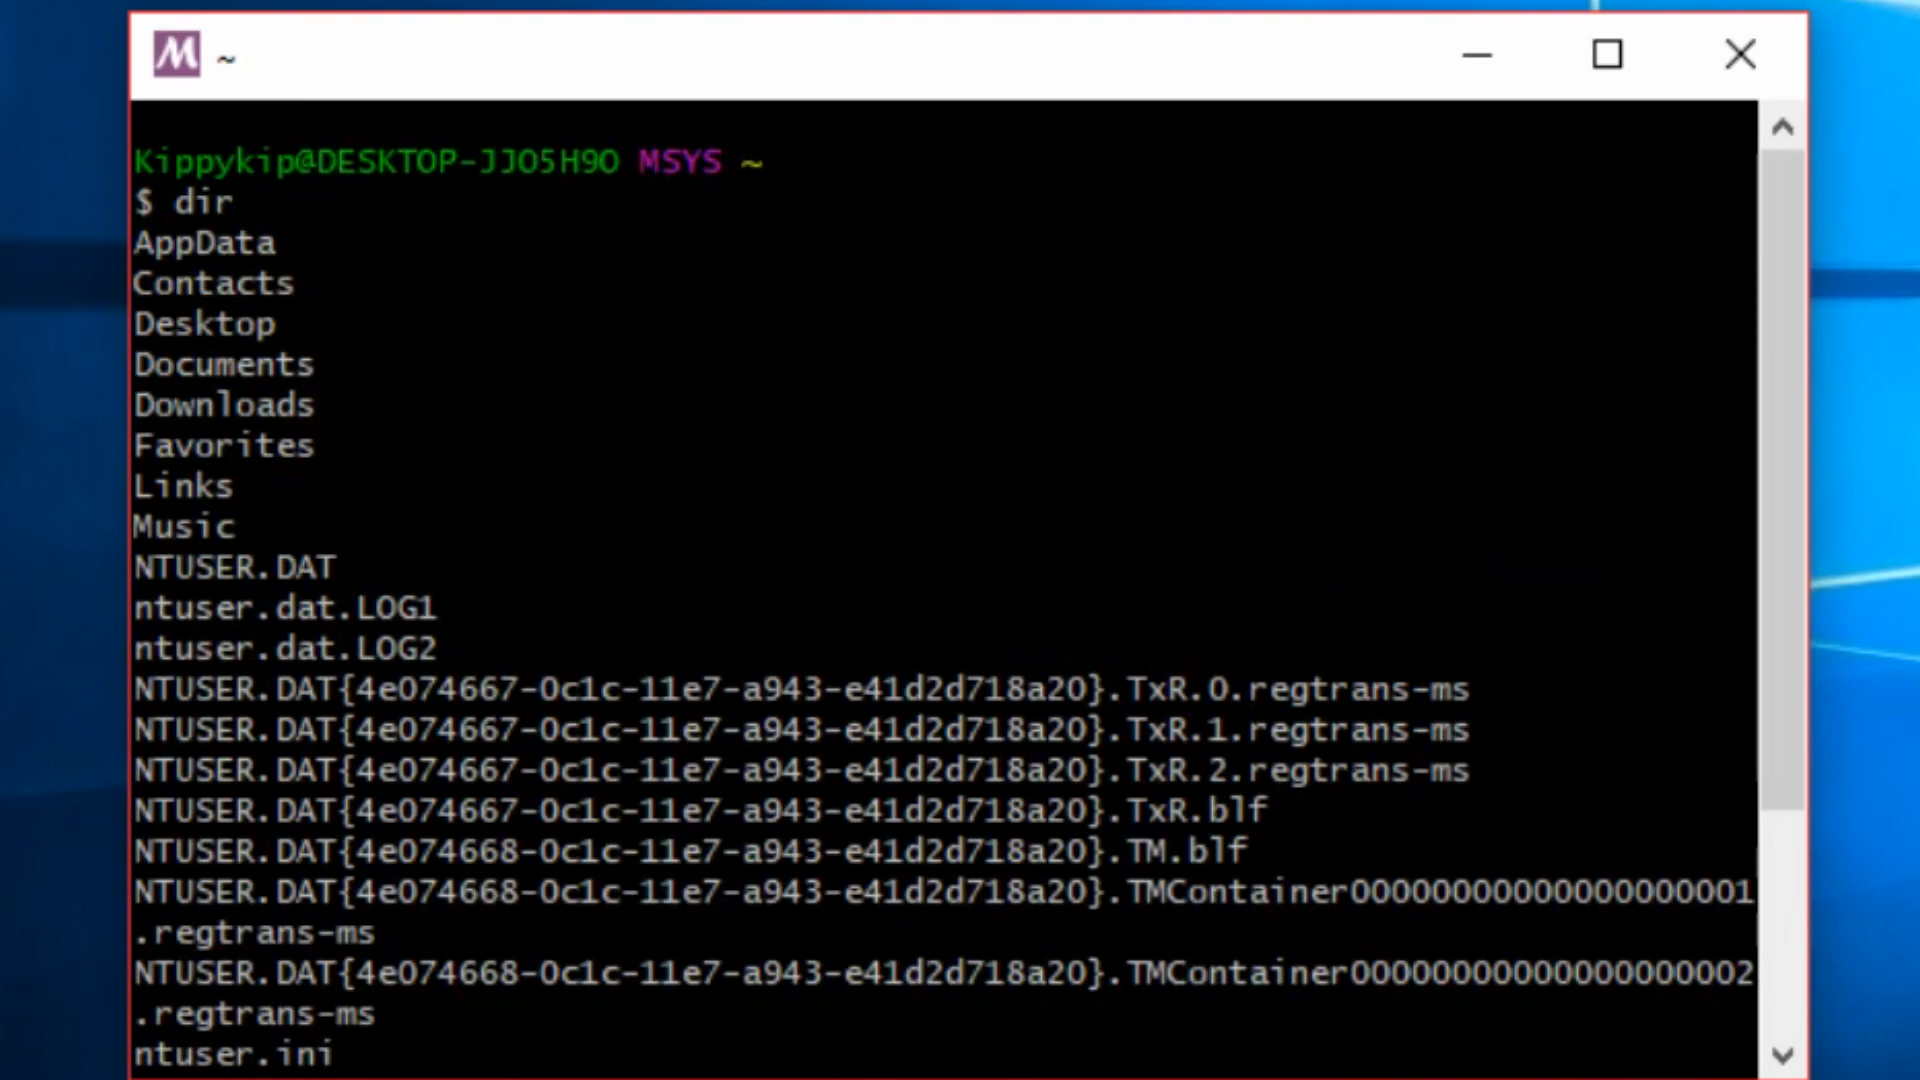 M ~
Kippykip@DESKTOP-JJO5H9O MSYS ~
$ dir
AppData
Contacts
Desktop
Documents
Downloads
Favorites
Links
Music
NTUSER.DAT
ntuser.dat.LOG1
ntuser.dat.LOG2
NTUSER.DAT{4e074667-0c1c-11e7-a943-e41d2d718a20}.TxR.0.regtrans-ms
NTUSER.DAT{4e074667-0c1c-11e7-a943-e41d2d718a20}.TxR.1.regtrans-ms
NTUSER.DAT{4e074667-0c1c-11e7-a943-e41d2d718a20}.TxR.2.regtrans-ms
NTUSER.DAT{4e074667-0c1c-11e7-a943-e41d2d718a20}.TxR.blf
NTUSER.DAT{4e074668-0c1c-11e7-a943-e41d2d718a20}.TM.blf
NTUSER.DAT{4e074668-0c1c-11e7-a943-e41d2d718a20}.TMContainer00000000000000000001
.regtrans-ms
NTUSER.DAT{4e074668-0c1c-11e7-a943-e41d2d718a20}.TMContainer00000000000000000002
.regtrans-ms
ntuser.ini